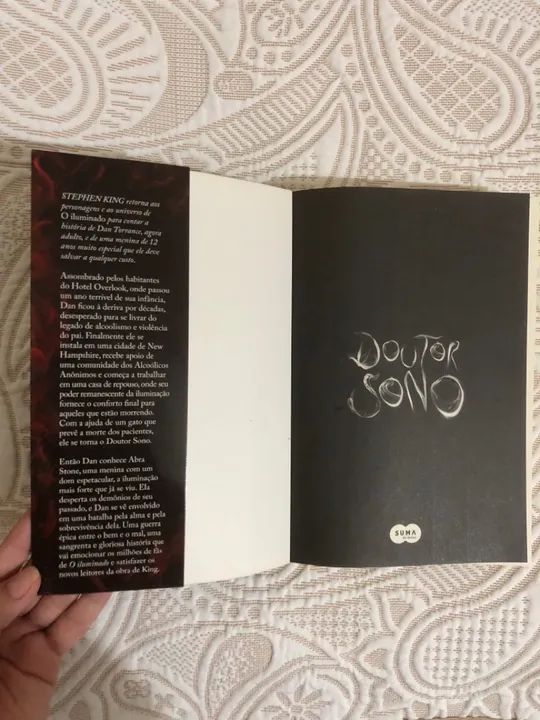 STEPHEN KING retorna aos
personagens e ao universo de
O iluminado para contar a
história de Dan Torrance, agora
adulto, e de uma menina de 12
anos muito especial que ele deve
salvar a qualquer custo.
Assombrado pelos habitantes
do Hotel Overlook, onde passou
um ano terrível de sua infância,
Dan ficou à deriva por décadas,
desesperado para se livrar do
legado de alcoolismo e violência
do pai. Finalmente ele se
instala em uma cidade de New
Hampshire, recebe apoio de
uma comunidade dos Alcoólicos
Anônimos e começa a trabalhar
em uma casa de repouso, onde seu
poder remanescente da iluminação
fornece o conforto final para
aqueles que estão morrendo.
Com a ajuda de um gato que
prevê a morte dos pacientes,
ele se torna o Doutor Sono.
Então Dan conhece Abra
Stone, uma menina com um
dom espetacular, a iluminação
mais forte que já se viu. Ela
desperta os demônios de seu
passado, e Dan se vê envolvido
em uma batalha pela alma e pela
sobrevivência dela. Uma guerra
épica entre o bem e o mal, uma
sangrenta e gloriosa história que
vai emocionar os milhões de fãs
de O iluminado e satisfazer os
novos leitores da obra de King.
DOUTOR
SONO
SUMA